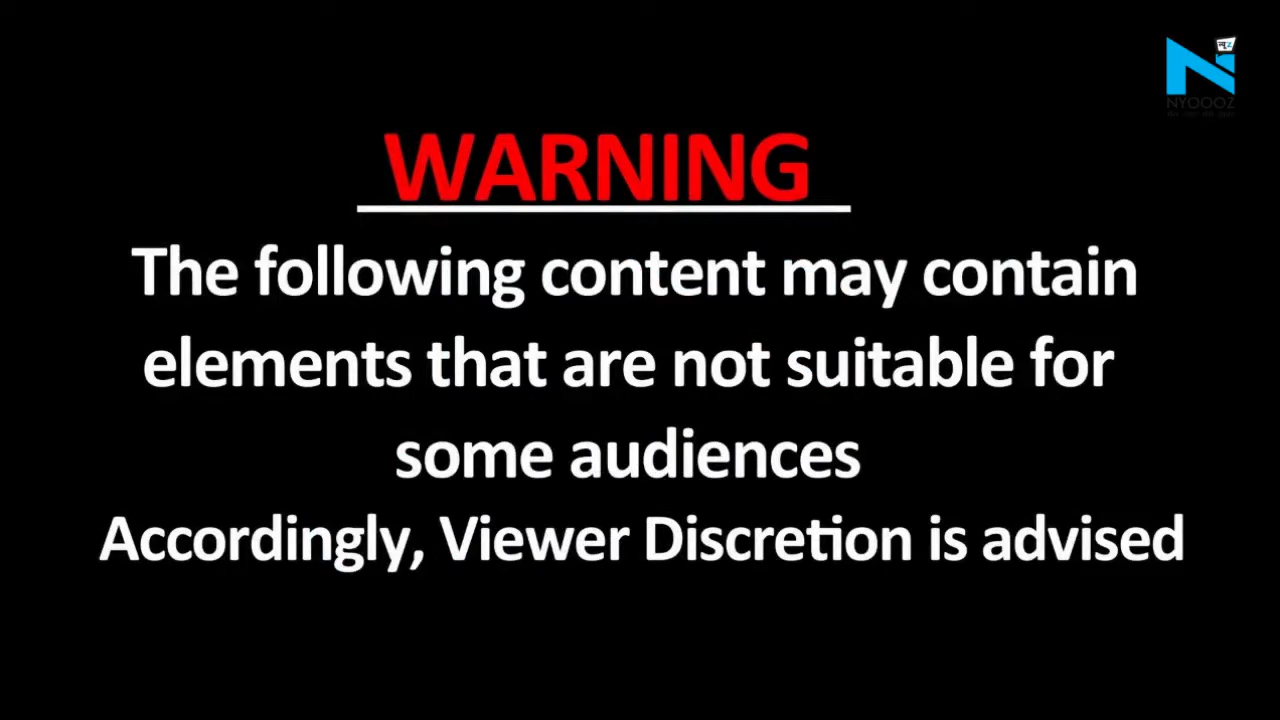 WARNING
The following content may contain
elements that are not suitable for
some audiences
Accordingly, Viewer Discretion is advised
NYOOOZ